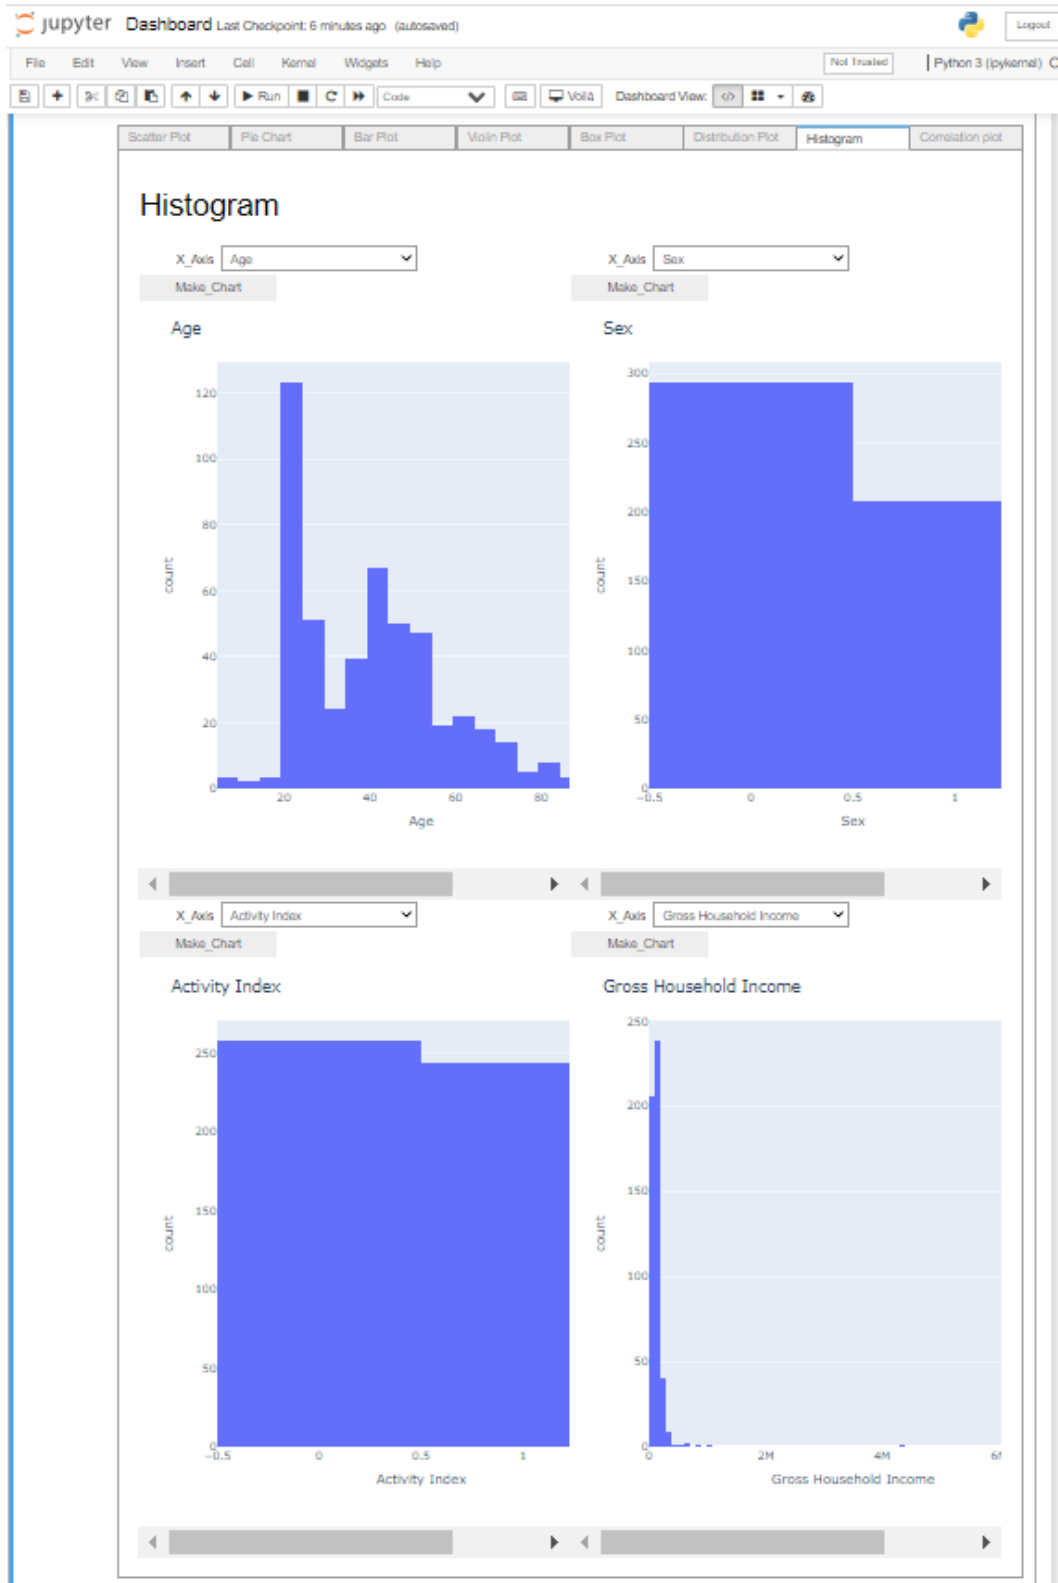 jupyter Dashboard Last Checkpoint: 6 minutes ago (autosaved) Logout
File Edit View Insert Cell Kernel Widgets Help Not Trusted Python 3 (ipykernel)
Run Code Voilà Dashboard View:
Scatter Plot Pie Chart Bar Plot Violin Plot Box Plot Distribution Plot Histogram Correlation plot
Histogram
X_Axis Age
Make_Chart
Age
120
100
80
60
40
20
0
count
20 40 60 80
Age
X_Axis Sex
Make_Chart
Sex
300
250
200
150
100
50
0
count
−0.5 0 0.5 1
Sex
X_Axis Activity Index
Make_Chart
Activity Index
250
200
150
100
50
0
count
−0.5 0 0.5 1
Activity Index
X_Axis Gross Household Income
Make_Chart
Gross Household Income
250
200
150
100
50
0
count
0 2M 4M
Gross Household Income